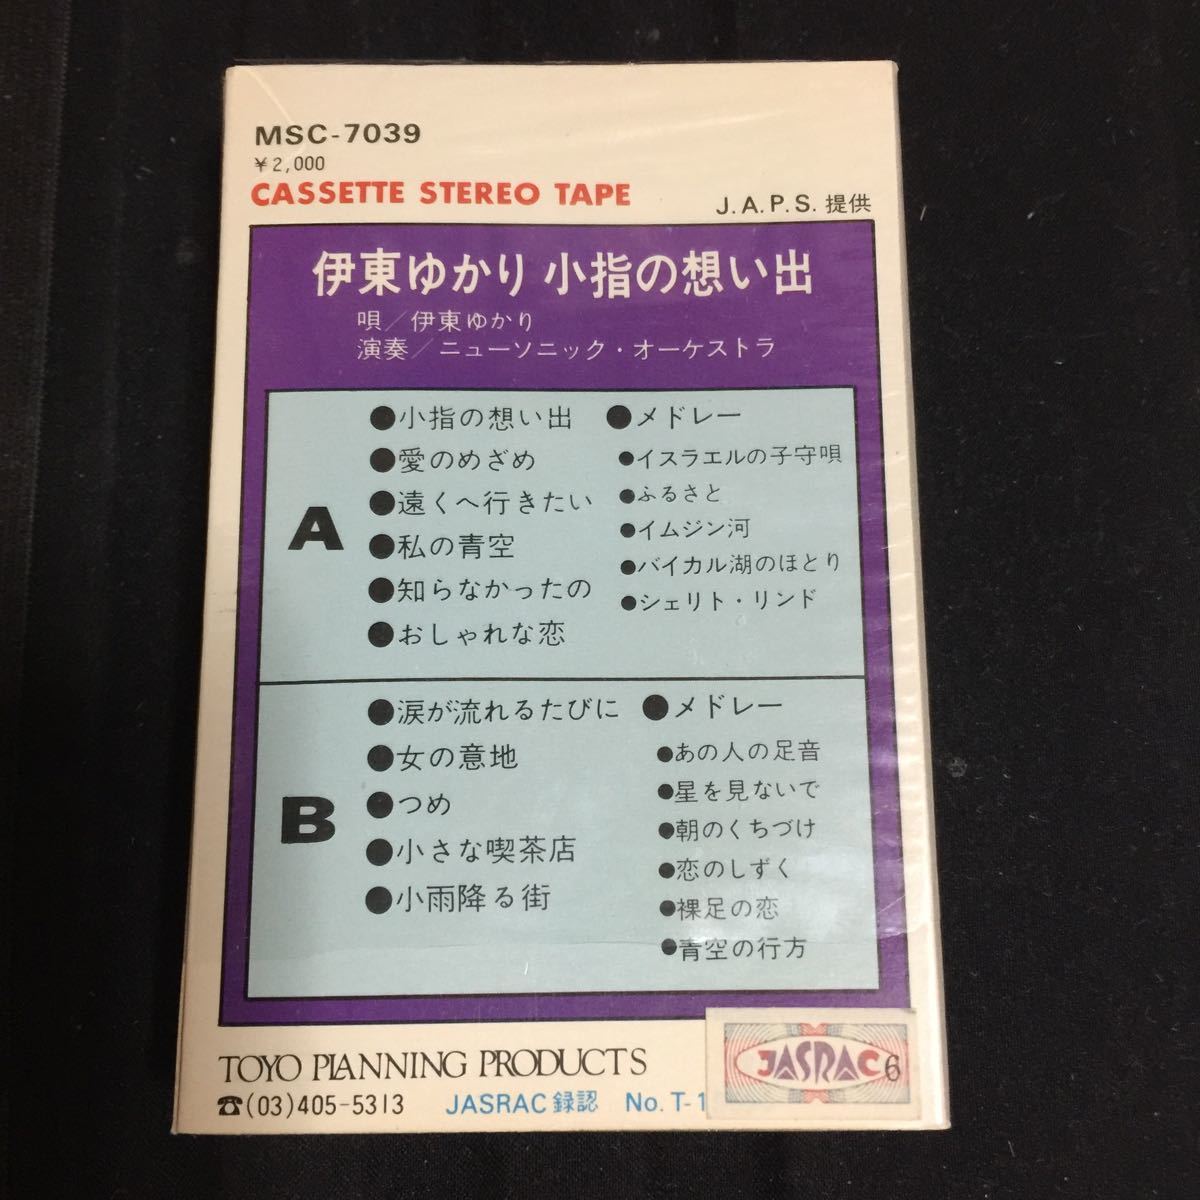 MSC-7039
¥2,000
CASSETTE STEREO TAPE
J.A.P.S. 提供
伊東ゆかり 小指の想い出
唄／伊東ゆかり
演奏／ニューソニック・オーケストラ
A
●小指の想い出
●愛のめざめ
●遠くへ行きたい
●私の青空
●知らなかったの
●おしゃれな恋
●メドレー
●イスラエルの子守唄
●ふるさと
●イムジン河
●バイカル湖のほとり
●シェリト・リンド
B
●涙が流れるたびに
●女の意地
●つめ
●小さな喫茶店
●小雨降る街
●メドレー
●あの人の足音
●星を見ないで
●朝のくちづけ
●恋のしずく
●裸足の恋
●青空の行方
TOYO PLANNING PRODUCTS
☎(03)405-5313
JASRAC 録認 No. T-1
JASRAC 6